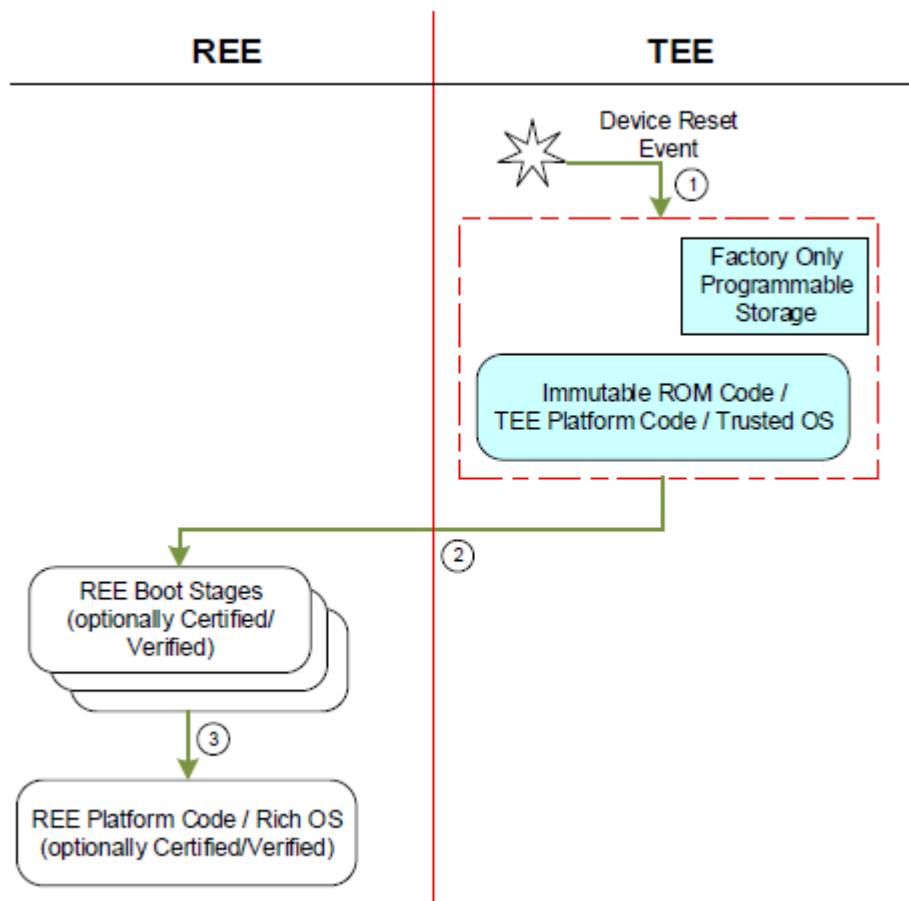 REE
TEE
Device Reset
Event
1
Factory Only
Programmable
Storage
Immutable ROM Code /
TEE Platform Code / Trusted OS
2
REE Boot Stages
(optionally Certified/
Verified)
3
REE Platform Code / Rich OS
(optionally Certified/Verified)